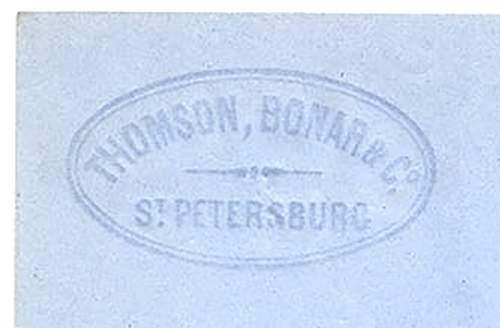 THOMSON, BONAR & Co.
ST. PETERSBURG